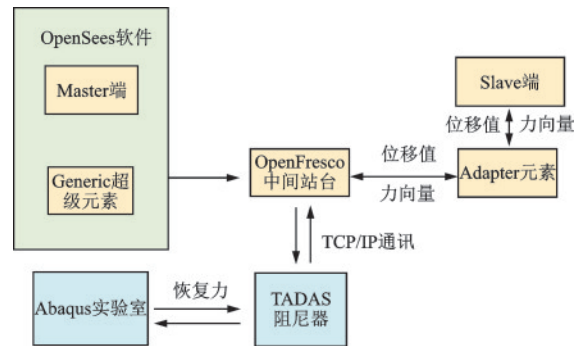 OpenSees软件
Master端
Generic超
级元素
OpenFresco
中间站台
位移值
力向量
Slave端
位移值
力向量
Adapter元素
TCP/IP通讯
Abaqus实验室
恢复力
TADAS
阻尼器